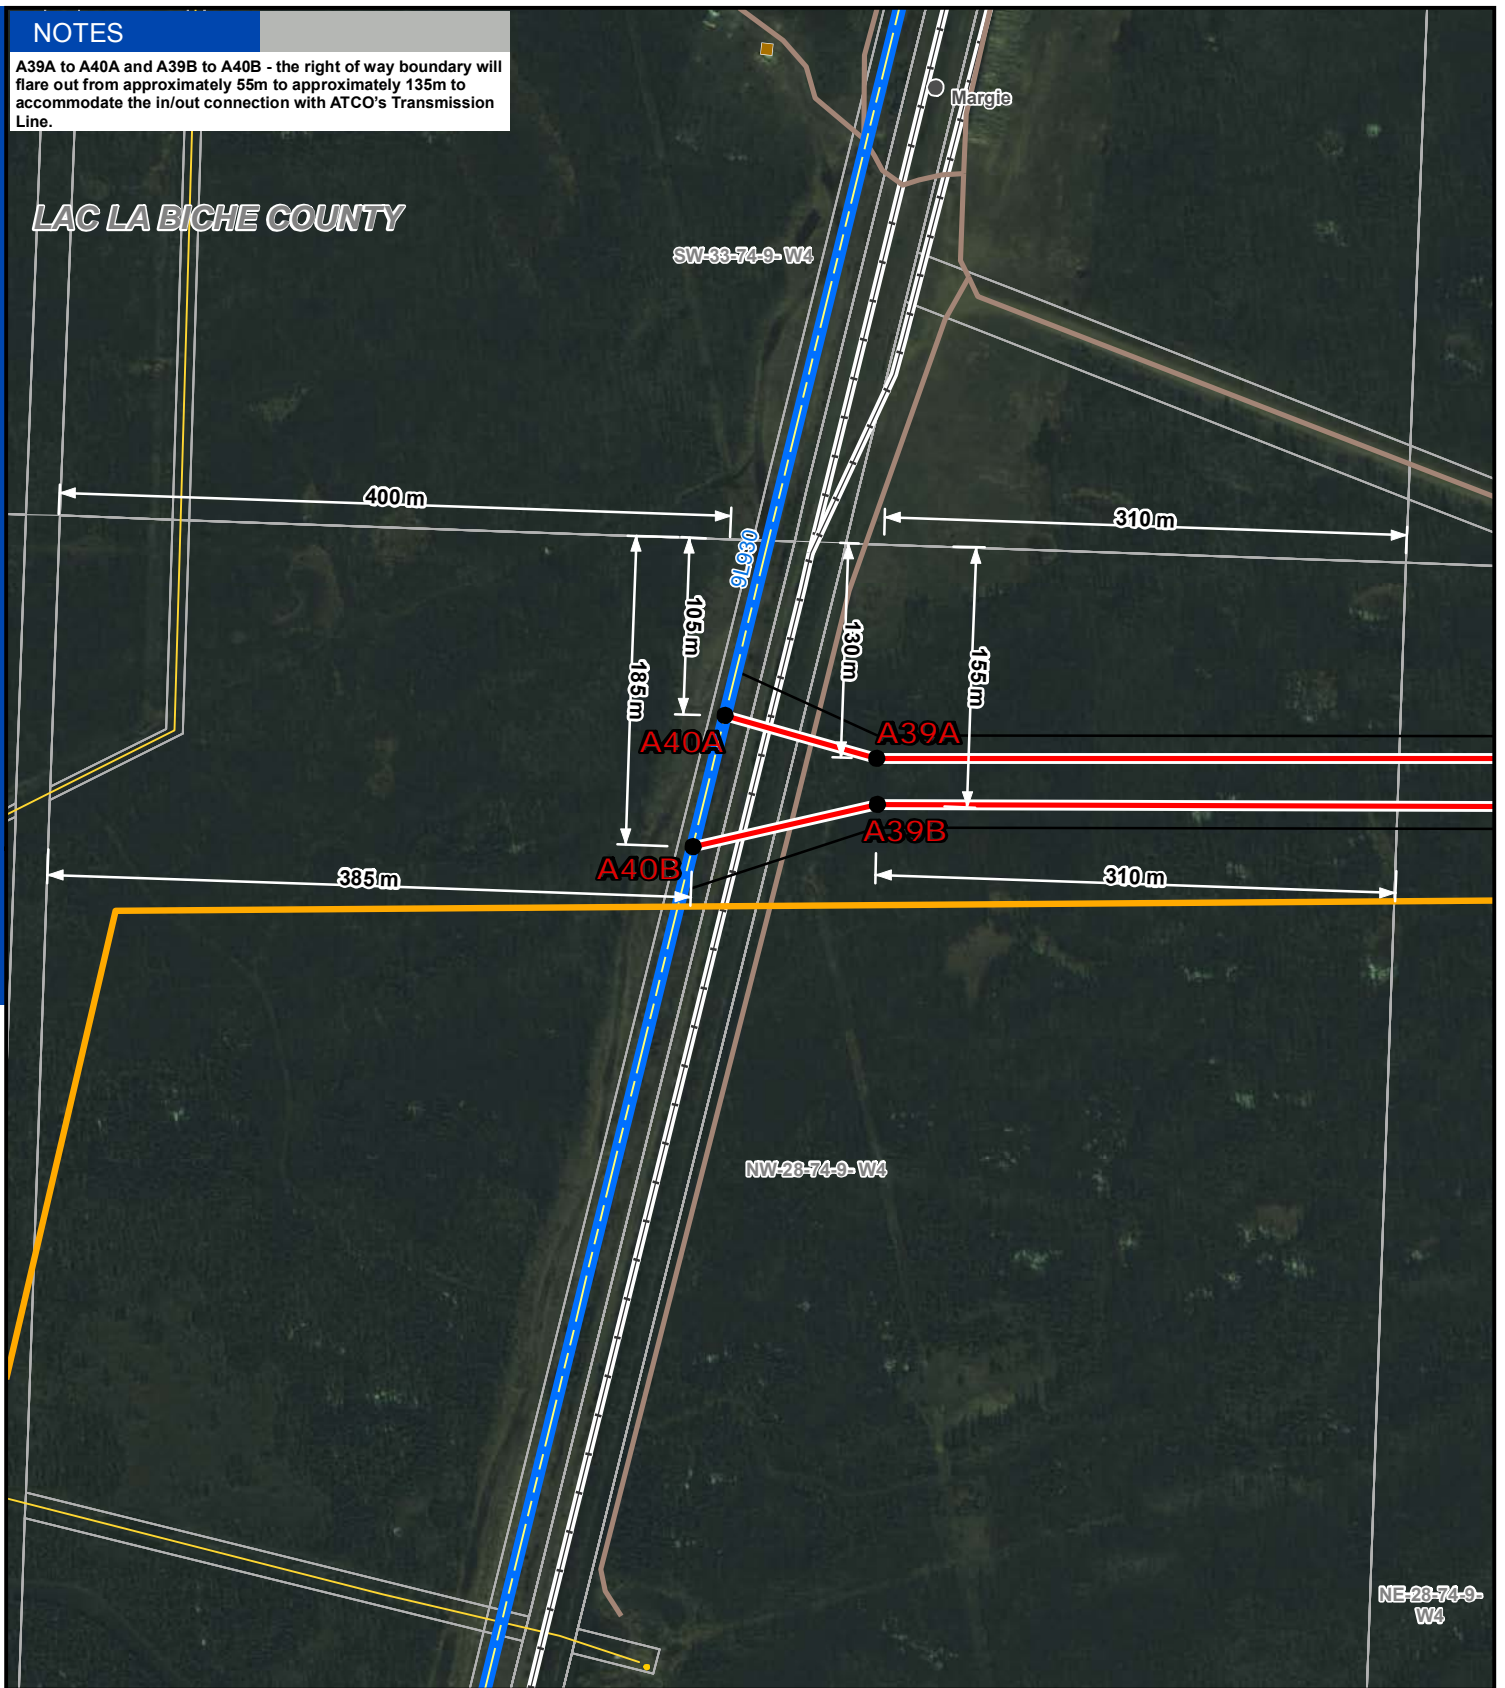 NOTES
A39A to A40A and A39B to A40B - the right of way boundary will
flare out from approximately 55m to approximately 135m to
accommodate the in/out connection with ATCO's Transmission
Line.
Margie
LAC LA BICHE COUNTY
SW-33-74-9- W4
400 m
310 m
9L930
105 m
130 m
185 m
155 m
A39A
A40A
A39B
A40B
385 m
310 m
NW-28-74-9- W4
NE-28-74-9-
W4